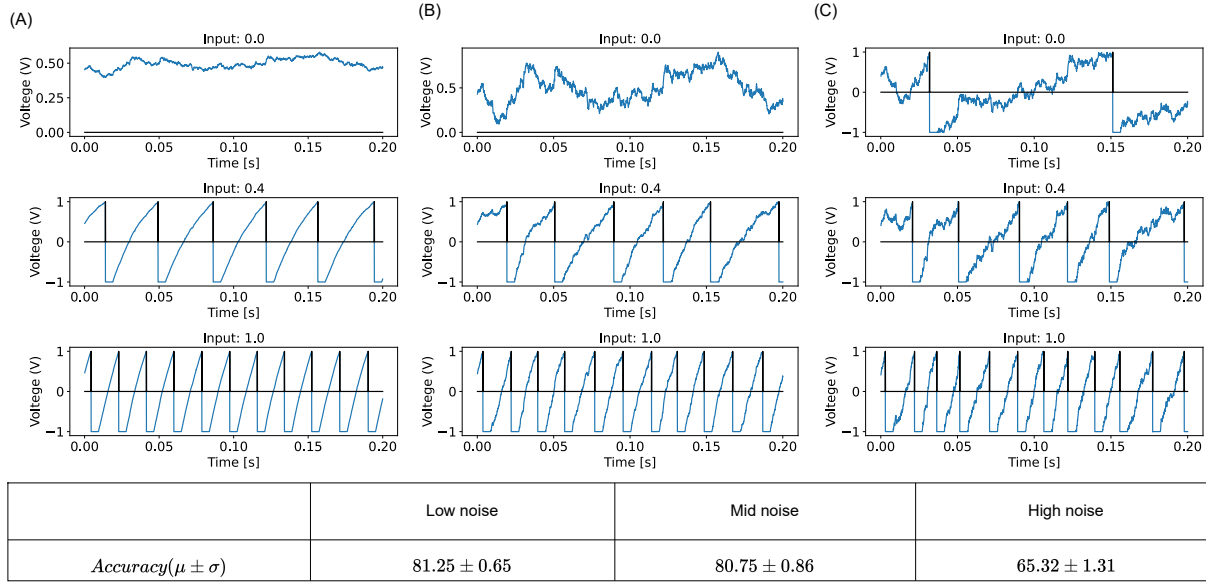 (A)
(B)
(C)
Input: 0.0
Voltege (V)
0.50
0.25
0.00
0.00 0.05 0.10 0.15 0.20
Time [s]
Input: 0.0
Voltege (V)
0.5
0.0
0.00 0.05 0.10 0.15 0.20
Time [s]
Input: 0.0
Voltege (V)
1
0
−1
0.00 0.05 0.10 0.15 0.20
Time [s]
Input: 0.4
Voltege (V)
1
0
−1
0.00 0.05 0.10 0.15 0.20
Time [s]
Input: 0.4
Voltege (V)
1
0
−1
0.00 0.05 0.10 0.15 0.20
Time [s]
Input: 0.4
Voltege (V)
1
0
−1
0.00 0.05 0.10 0.15 0.20
Time [s]
Input: 1.0
Voltege (V)
1
0
−1
0.00 0.05 0.10 0.15 0.20
Time [s]
Input: 1.0
Voltege (V)
1
0
−1
0.00 0.05 0.10 0.15 0.20
Time [s]
Input: 1.0
Voltege (V)
1
0
−1
0.00 0.05 0.10 0.15 0.20
Time [s]
Low noise Mid noise High noise
Accuracy(μ ± σ) 81.25 ± 0.65 80.75 ± 0.86 65.32 ± 1.31